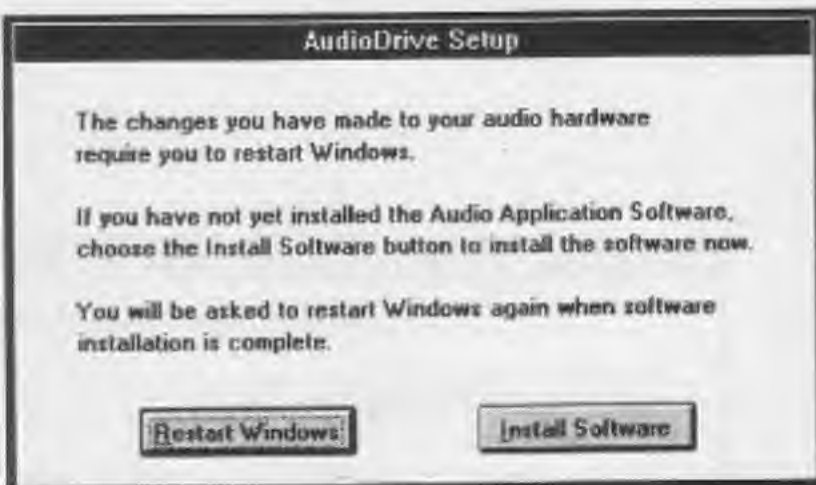 AudioDrive Setup
The changes you have made to your audio hardware
require you to restart Windows.
If you have not yet installed the Audio Application Software,
choose the Install Software button to install the software now.
You will be asked to restart Windows again when software
installation is complete.
Restart Windows
Install Software